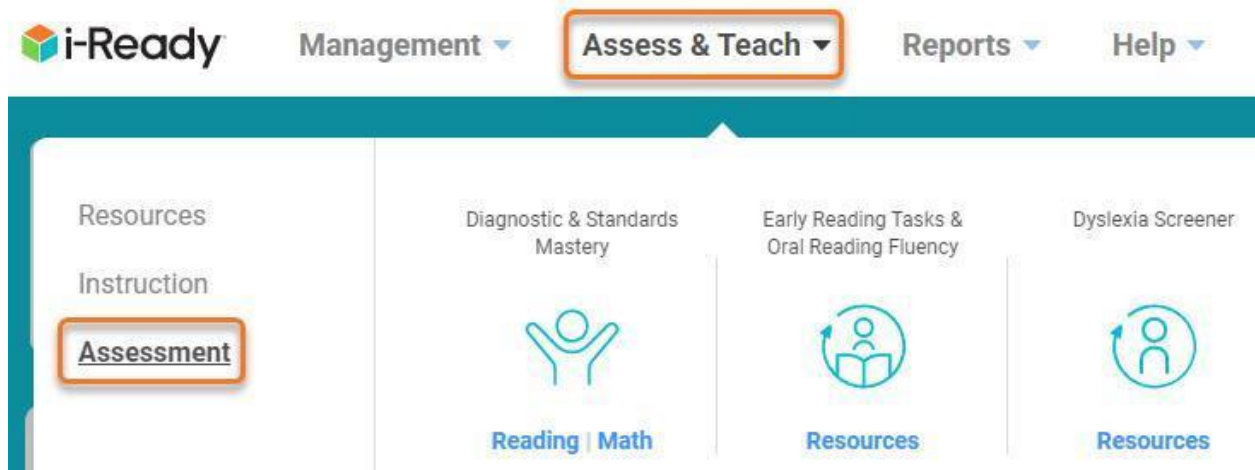 i-Ready Management Assess & Teach Reports Help
Resources
Instruction
Assessment
Diagnostic & Standards
Mastery
Reading | Math
Early Reading Tasks &
Oral Reading Fluency
Resources
Dyslexia Screener
Resources